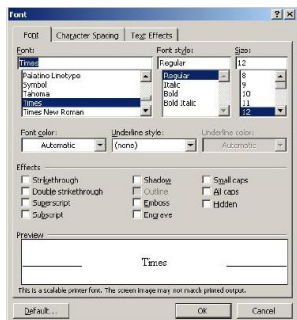 Font
? X
Font Character Spacing Text Effects
Font: Font style: Size:
Times Regular 12
Palatino Linotype Regular 8
Symbol Italic 9
Tahoma Bold 10
Times Bold Italic 11
Times New Roman 12
Font color: Underline style: Underline color:
Automatic (none) Automatic
Effects
Strikethrough Shadow Small caps
Double strikethrough Outline All caps
Superscript Emboss Hidden
Subscript Engrave
Preview
Times
This is a scalable printer font. The screen image may not match printed output.
Default... OK Cancel